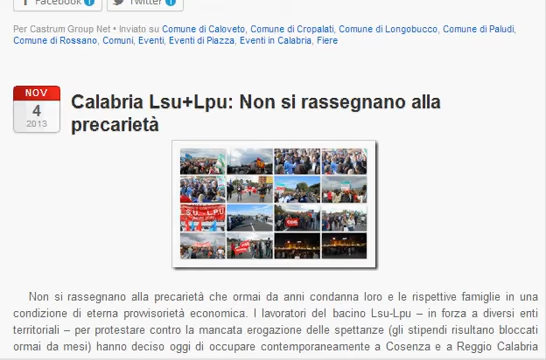 Facebook
Twitter
Per Castrum Group Net • Inviato su Comune di Caloveto, Comune di Cropalati, Comune di Longobucco, Comune di Paludi,
Comune di Rossano, Comuni, Eventi, Eventi di Piazza, Eventi in Calabria, Fiere
NOV
4
2013
Calabria Lsu+Lpu: Non si rassegnano alla
precarietà
Non si rassegnano alla precarietà che ormai da anni condanna loro e le rispettive famiglie in una
condizione di eterna provvisorietà economica. I lavoratori del bacino Lsu-Lpu – in forza a diversi enti
territoriali – per protestare contro la mancata erogazione delle spettanze (gli stipendi risultano bloccati
ormai da mesi) hanno deciso oggi di occupare contemporaneamente a Cosenza e a Reggio Calabria